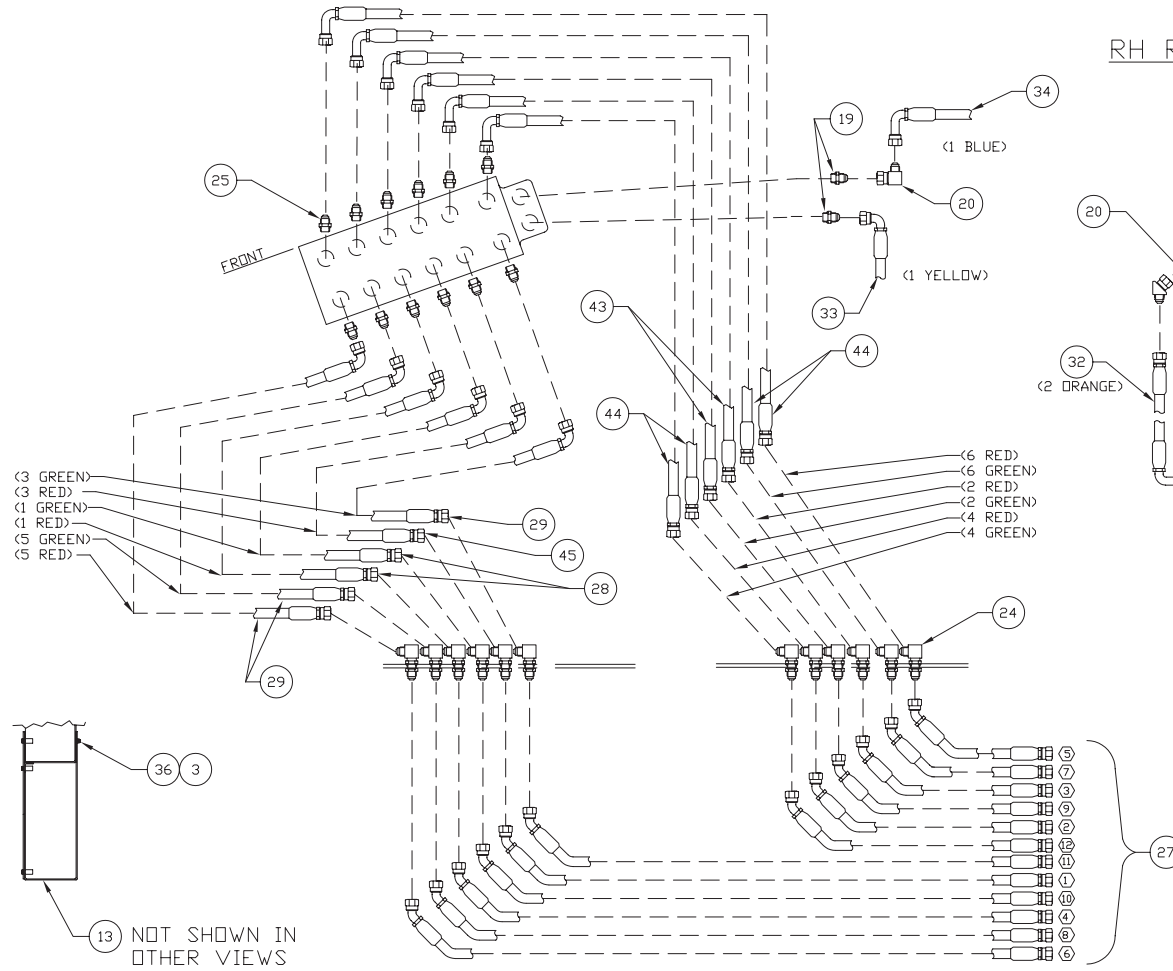 RH R
34
19
(1 BLUE)
25
20
20
FRONT
(1 YELLOW)
43
33
44
32
(2 ORANGE)
44
(6 RED)
(6 GREEN)
(2 RED)
(2 GREEN)
(4 RED)
(4 GREEN)
(3 GREEN)
(3 RED)
(1 GREEN)
(1 RED)
(5 GREEN)
(5 RED)
29
45
28
24
29
36 3
5
7
3
9
2
12
11
1
10
4
8
6
27
13 NOT SHOWN IN
OTHER VIEWS